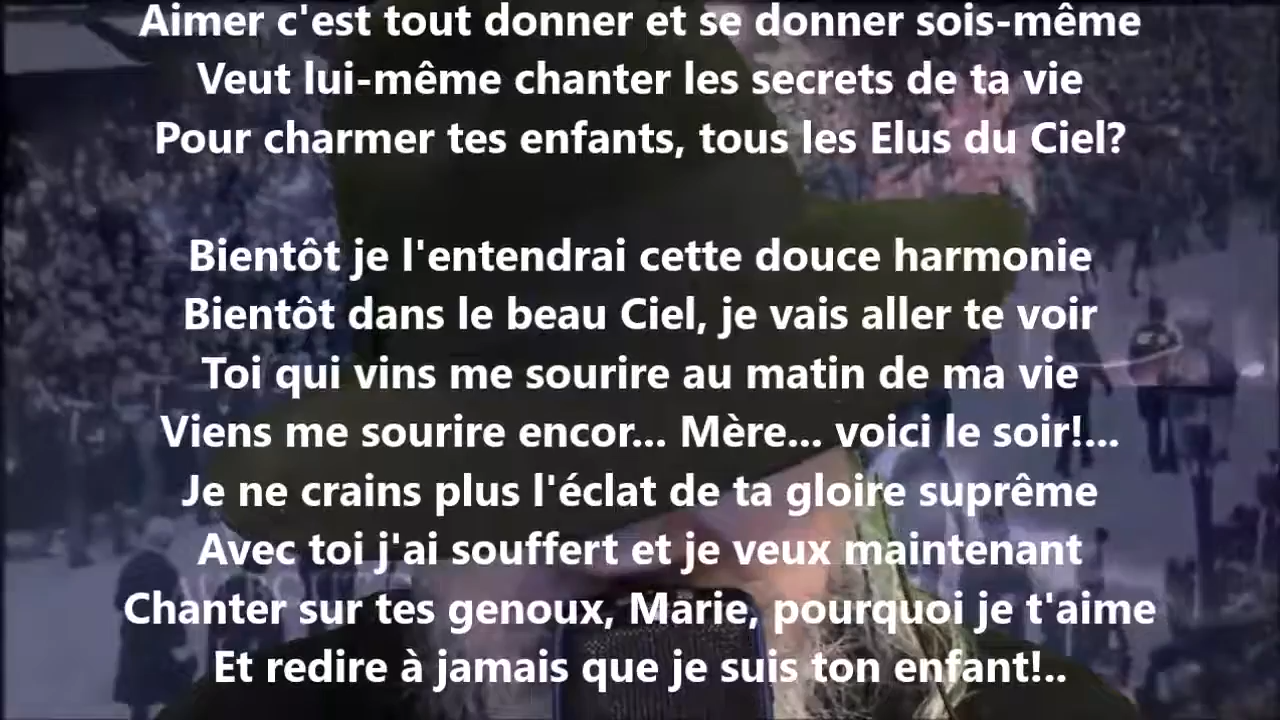 Aimer c'est tout donner et se donner sois-même
Veut lui-même chanter les secrets de ta vie
Pour charmer tes enfants, tous les Elus du Ciel?
Bientôt je l'entendrai cette douce harmonie
Bientôt dans le beau Ciel, je vais aller te voir
Toi qui vins me sourire au matin de ma vie
Viens me sourire encor... Mère... voici le soir!...
Je ne crains plus l'éclat de ta gloire suprême
Avec toi j'ai souffert et je veux maintenant
Chanter sur tes genoux, Marie, pourquoi je t'aime
Et redire à jamais que je suis ton enfant!..